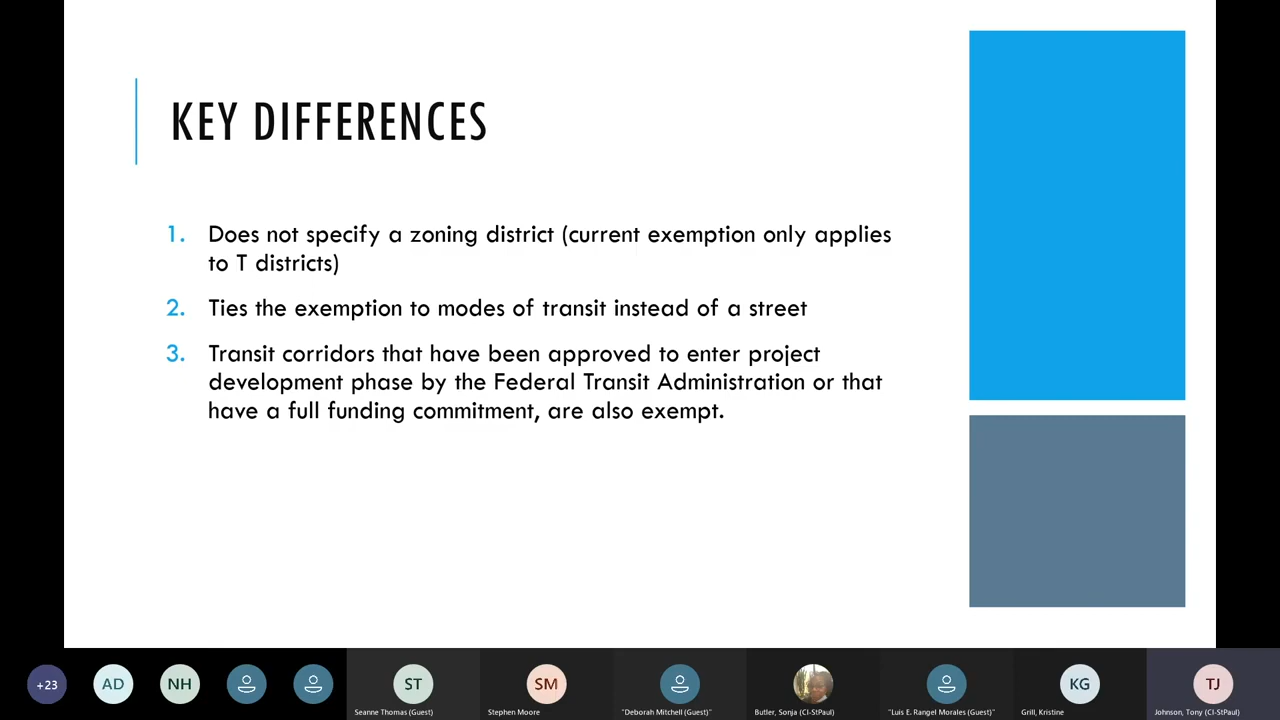 KEY DIFFERENCES
1. Does not specify a zoning district (current exemption only applies
to T districts)
2. Ties the exemption to modes of transit instead of a street
3. Transit corridors that have been approved to enter project
development phase by the Federal Transit Administration or that
have a full funding commitment, are also exempt.
+23
AD
NH
ST
SM
KG
TJ
Seanne Thomas (Guest)
Stephen Moore
"Deborah Mitchell (Guest)"
Butler, Sonja (CI-StPaul)
"Luis E. Rangel Morales (Guest)"
Grill, Kristine
Johnson, Tony (CI-StPaul)